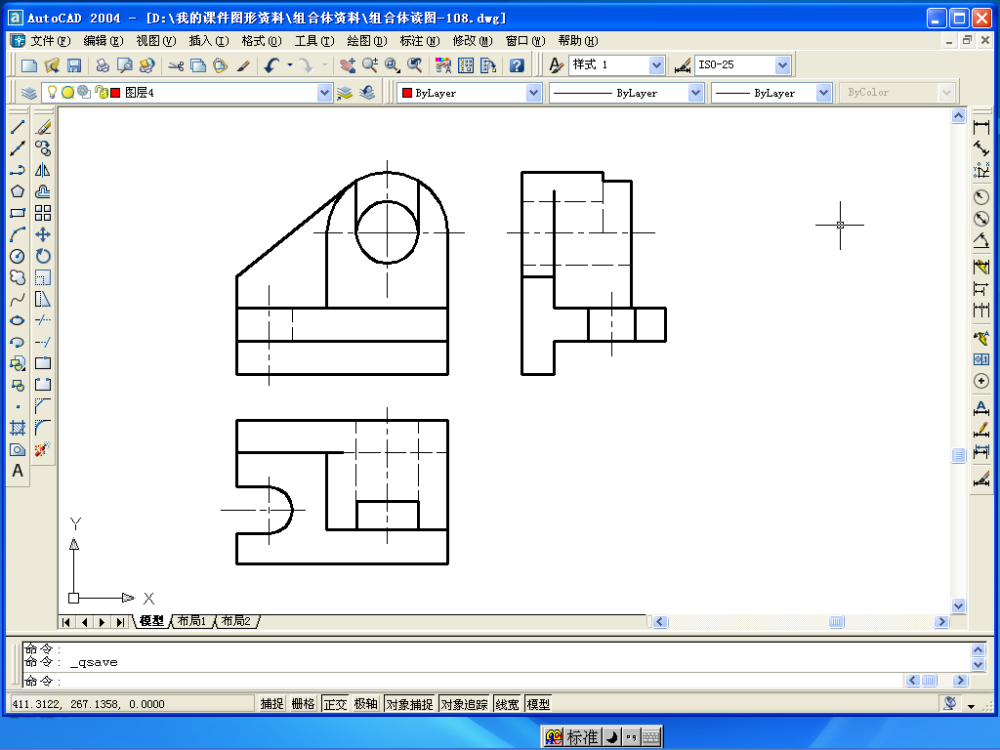 AutoCAD 2004 - [D:\我的课件图形资料\组合体资料\组合体读图-108.dwg]
文件(F) 编辑(E) 视图(V) 插入(I) 格式(O) 工具(T) 绘图(D) 标注(N) 修改(M) 窗口(W) 帮助(H)
样式 1 ISO-25
图层4 ByLayer ByLayer ByLayer ByColor
A
Y
X
模型 布局1 布局2
命令:
命令: _qsave
命令:
411.3122, 267.1358, 0.0000 捕捉 栅格 正交 极轴 对象捕捉 对象追踪 线宽 模型
标准